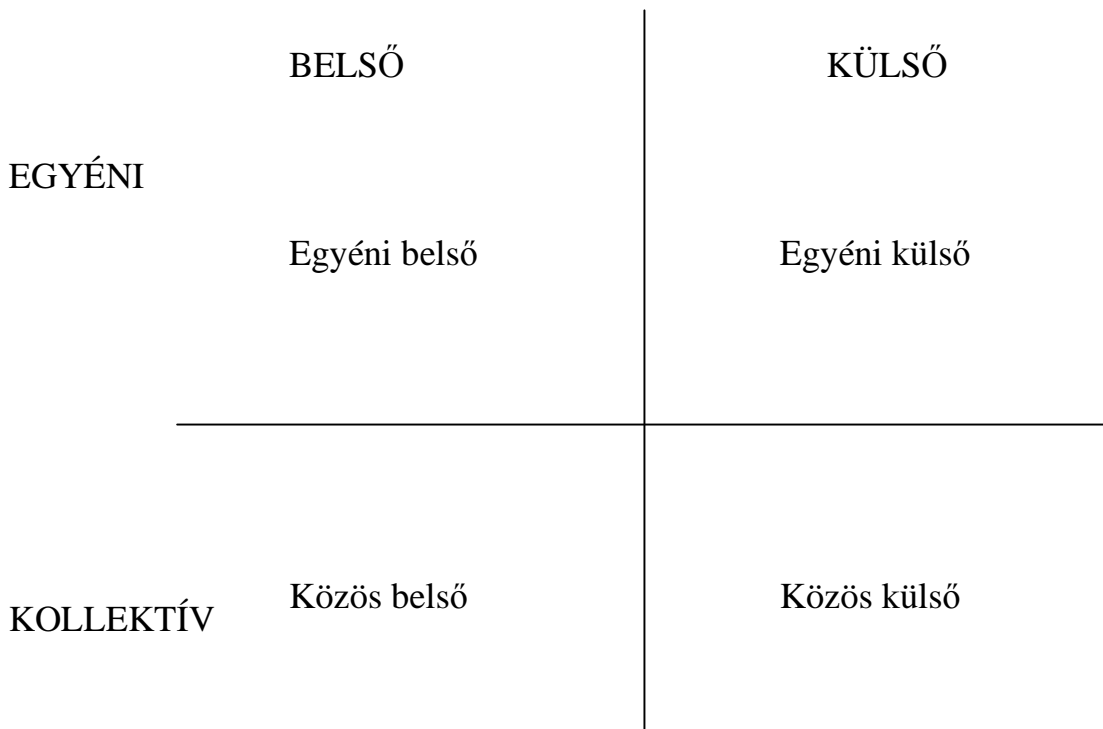 BELSŐ KÜLSŐ
EGYÉNI
Egyéni belső Egyéni külső
Közös belső Közös külső
KOLLEKTÍV